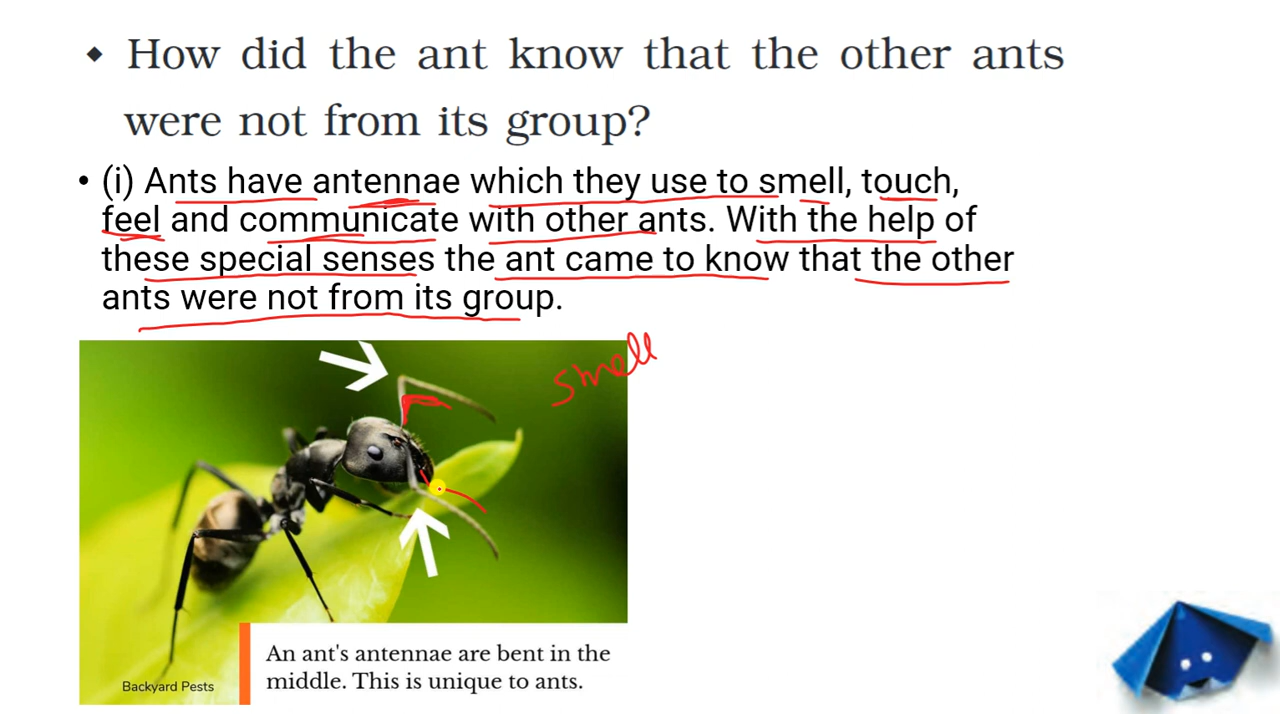 ◆ How did the ant know that the other ants
were not from its group?
• (i) Ants have antennae which they use to smell, touch,
feel and communicate with other ants. With the help of
these special senses the ant came to know that the other
ants were not from its group.
smell
An ant's antennae are bent in the
middle. This is unique to ants.
Backyard Pests